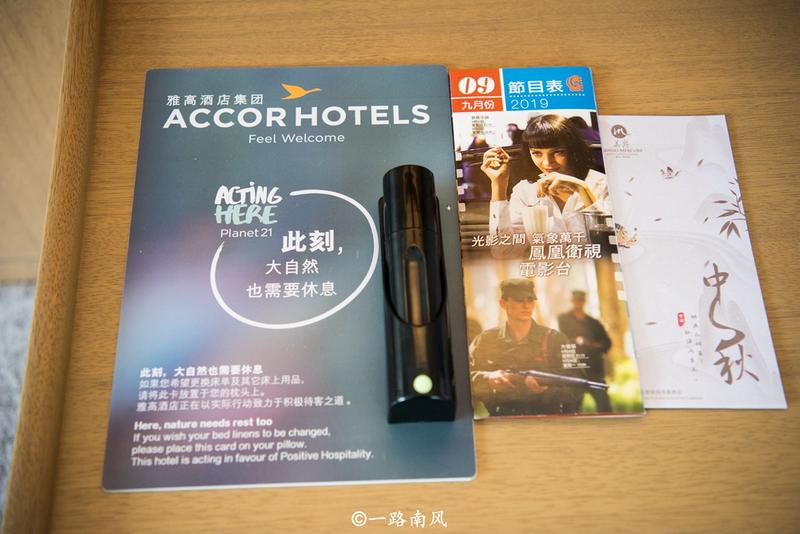 雅高酒店集团
ACCOR HOTELS
Feel Welcome
ACTING
HERE
Planet 21
此刻，
大自然
也需要休息
此刻，大自然也需要休息
如果您希望更换床单及其它床上用品，
请将此卡放置于您的枕头上。
雅高酒店正在以实际行动致力于积极待客之道。
Here, nature needs rest too
If you wish your bed linens to be changed,
please place this card on your pillow.
This hotel is acting in favour of Positive Hospitality.
09
九月份
節目表
2019
光影之間 氣象萬千
鳳凰衛視
電影台
中秋
©一路南风